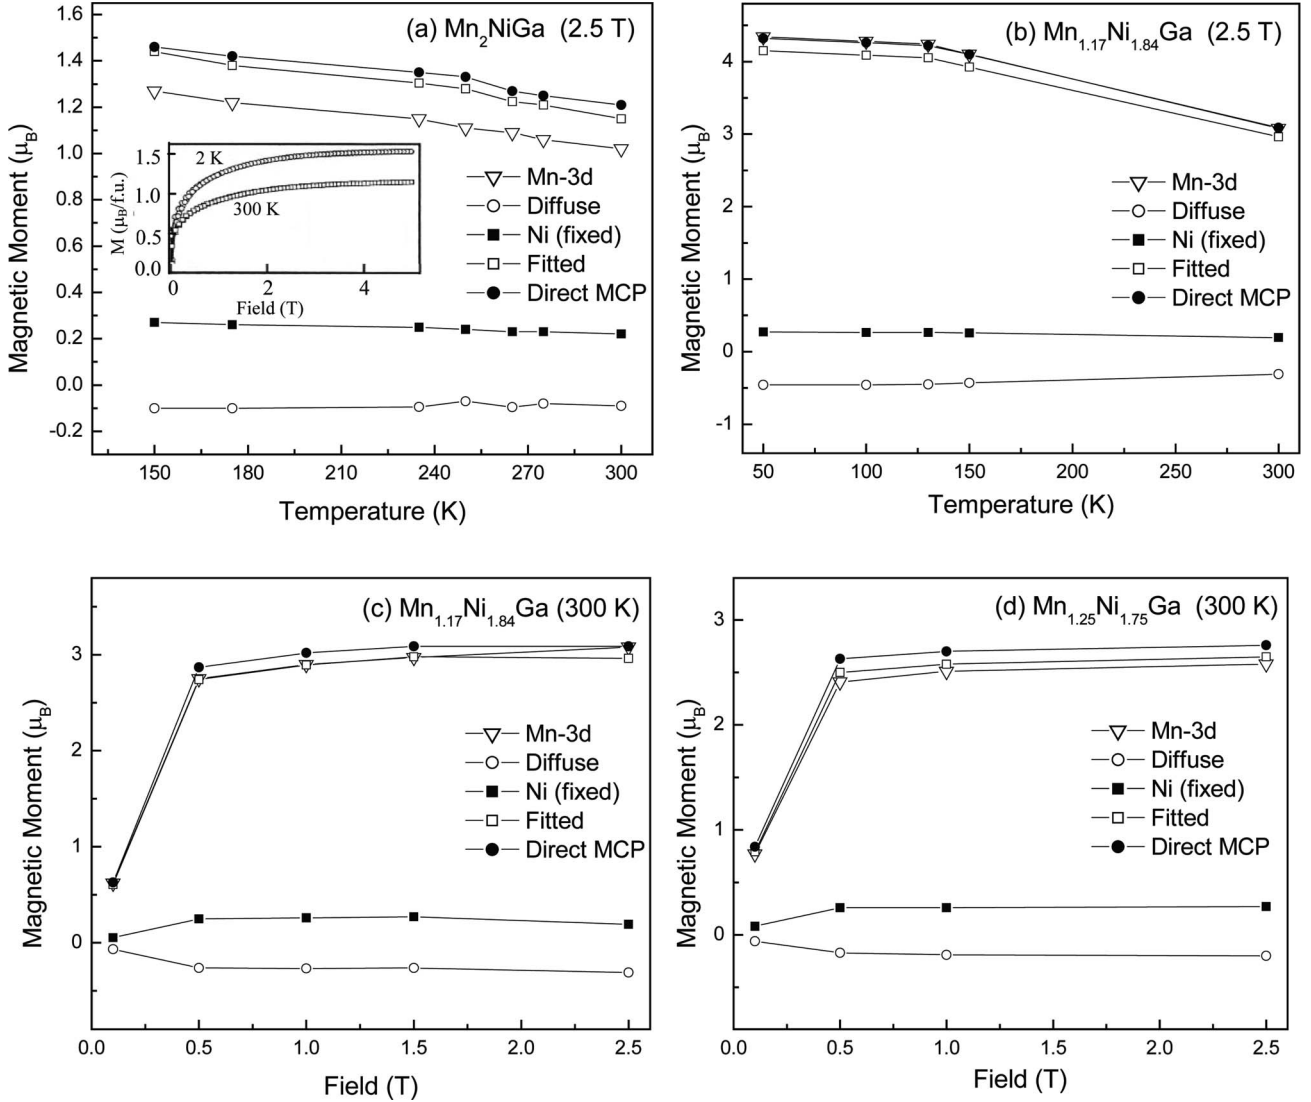 (a) Mn₂NiGa (2.5 T)
Magnetic Moment (μB)
1.6
1.4
1.2
1.0
0.8
0.6
0.4
0.2
0.0
-0.2
150 180 210 240 270 300
Temperature (K)
M (μB/f.u.)
1.5
1.0
0.5
0.0
2 K
300 K
0 2 4
Field (T)
Mn-3d
Diffuse
Ni (fixed)
Fitted
Direct MCP
(b) Mn₁.₁₇Ni₁.₈₄Ga (2.5 T)
Magnetic Moment (μB)
4
3
2
1
0
-1
50 100 150 200 250 300
Temperature (K)
Mn-3d
Diffuse
Ni (fixed)
Fitted
Direct MCP
(c) Mn₁.₁₇Ni₁.₈₄Ga (300 K)
Magnetic Moment (μB)
3
2
1
0
0.0 0.5 1.0 1.5 2.0 2.5
Field (T)
Mn-3d
Diffuse
Ni (fixed)
Fitted
Direct MCP
(d) Mn₁.₂₅Ni₁.₇₅Ga (300 K)
Magnetic Moment (μB)
3
2
1
0
0.0 0.5 1.0 1.5 2.0 2.5
Field (T)
Mn-3d
Diffuse
Ni (fixed)
Fitted
Direct MCP